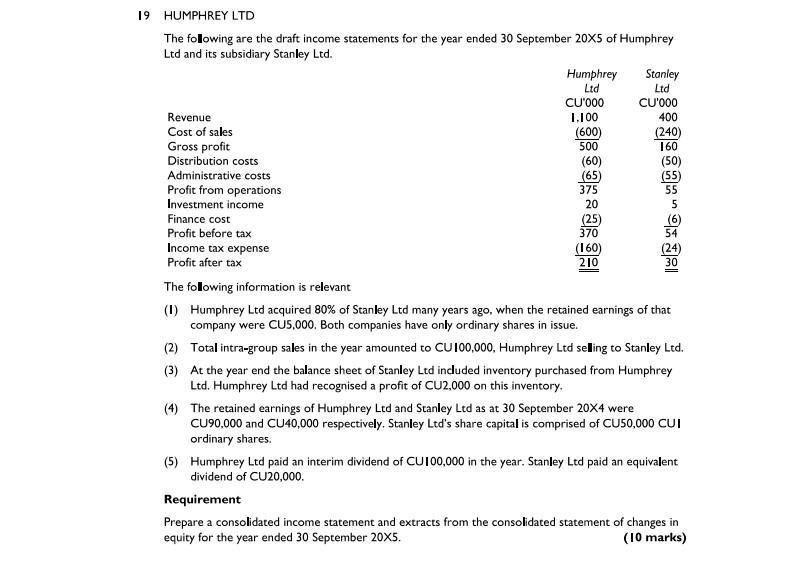 19 HUMPHREY LTD
The following are the draft income statements for the year ended 30 September 20X5 of Humphrey
Ltd and its subsidiary Stanley Ltd.
Humphrey Stanley
Ltd Ltd
CU'000 CU'000
Revenue 1,100 400
Cost of sales (600) (240)
Gross profit 500 160
Distribution costs (60) (50)
Administrative costs (65) (55)
Profit from operations 375 55
Investment income 20 5
Finance cost (25) (6)
Profit before tax 370 54
Income tax expense (160) (24)
Profit after tax 210 30
The following information is relevant
(1) Humphrey Ltd acquired 80% of Stanley Ltd many years ago, when the retained earnings of that
company were CU5,000. Both companies have only ordinary shares in issue.
(2) Total intra-group sales in the year amounted to CU100,000, Humphrey Ltd selling to Stanley Ltd.
(3) At the year end the balance sheet of Stanley Ltd included inventory purchased from Humphrey
Ltd. Humphrey Ltd had recognised a profit of CU2,000 on this inventory.
(4) The retained earnings of Humphrey Ltd and Stanley Ltd as at 30 September 20X4 were
CU90,000 and CU40,000 respectively. Stanley Ltd's share capital is comprised of CU50,000 CU1
ordinary shares.
(5) Humphrey Ltd paid an interim dividend of CU100,000 in the year. Stanley Ltd paid an equivalent
dividend of CU20,000.
Requirement
Prepare a consolidated income statement and extracts from the consolidated statement of changes in
equity for the year ended 30 September 20X5. (10 marks)